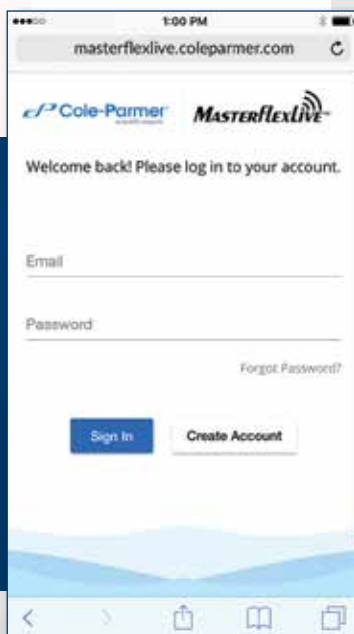 1:00 PM
masterflexlive.coleparmer.com
Cole-Parmer
MASTERFLEXLIVE
Welcome back! Please log in to your account.
Email
Password
Forgot Password?
Sign In
Create Account